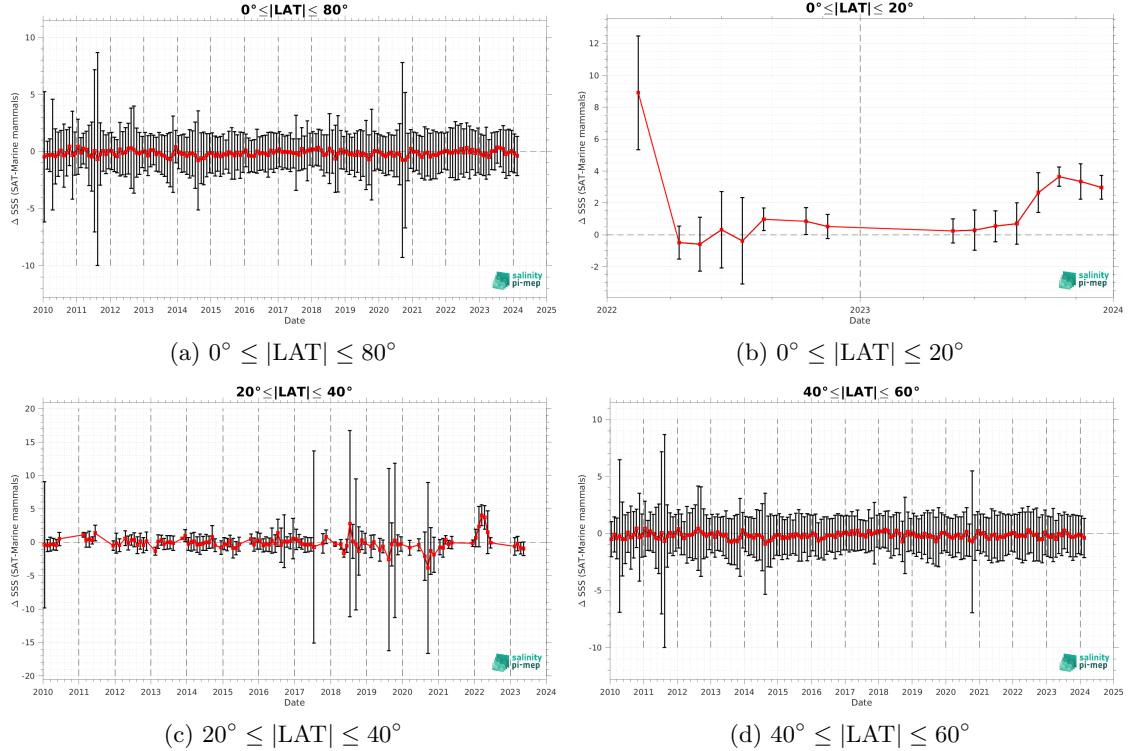 0°≤|LAT|≤ 80°
Δ SSS (SAT-Marine mammals)
10
5
0
-5
-10
salinity
pi-mep
2010 2011 2012 2013 2014 2015 2016 2017 2018 2019 2020 2021 2022 2023 2024 2025
Date
(a) 0° ≤ |LAT| ≤ 80°
0°≤|LAT|≤ 20°
Δ SSS (SAT-Marine mammals)
12
10
8
6
4
2
0
-2
salinity
pi-mep
2022 2023 2024
Date
(b) 0° ≤ |LAT| ≤ 20°
20°≤|LAT|≤ 40°
Δ SSS (SAT-Marine mammals)
20
15
10
5
0
-5
-10
-15
-20
salinity
pi-mep
2010 2011 2012 2013 2014 2015 2016 2017 2018 2019 2020 2021 2022 2023 2024
Date
(c) 20° ≤ |LAT| ≤ 40°
40°≤|LAT|≤ 60°
Δ SSS (SAT-Marine mammals)
10
5
0
-5
-10
salinity
pi-mep
2010 2011 2012 2013 2014 2015 2016 2017 2018 2019 2020 2021 2022 2023 2024 2025
Date
(d) 40° ≤ |LAT| ≤ 60°